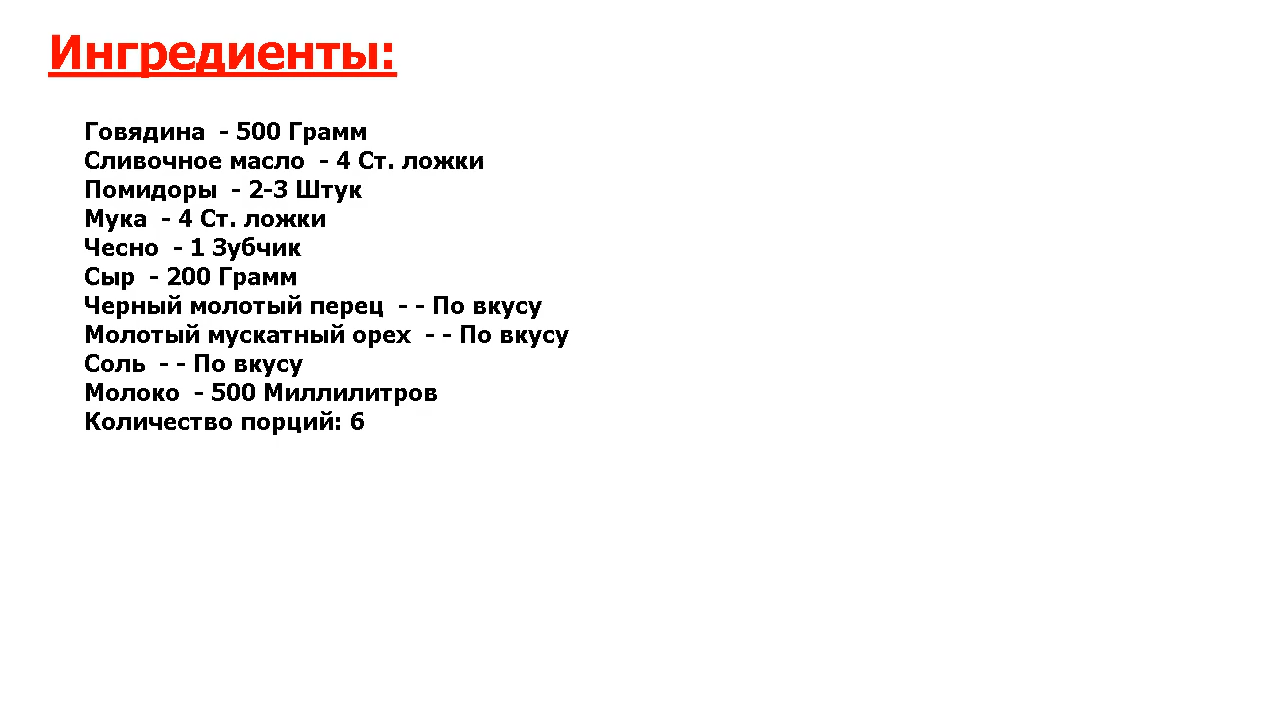 Ингредиенты:
Говядина - 500 Грамм
Сливочное масло - 4 Ст. ложки
Помидоры - 2-3 Штук
Мука - 4 Ст. ложки
Чесно - 1 Зубчик
Сыр - 200 Грамм
Черный молотый перец - - По вкусу
Молотый мускатный орех - - По вкусу
Соль - - По вкусу
Молоко - 500 Миллилитров
Количество порций: 6